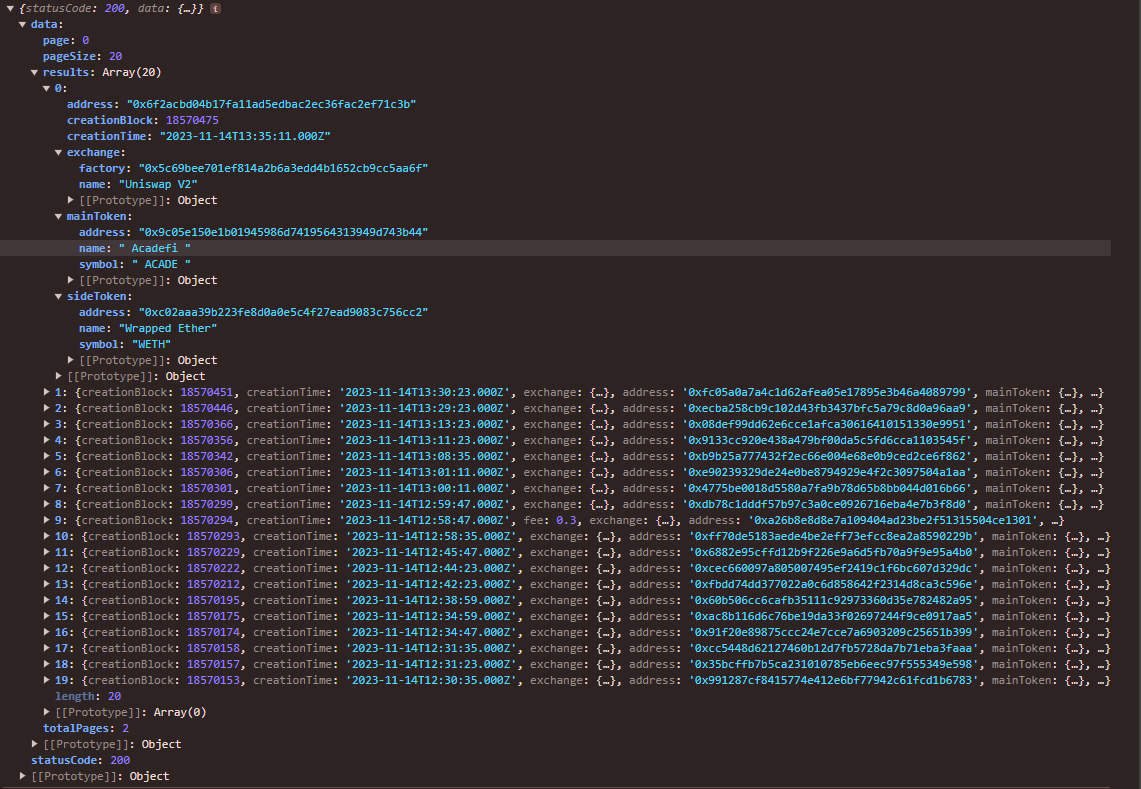 ▼ {statusCode: 200, data: {…}} i
▼ data:
page: 0
pageSize: 20
▼ results: Array(20)
▼ 0:
address: "0x6f2acbd04b17fa11ad5edbac2ec36fac2ef71c3b"
creationBlock: 18570475
creationTime: "2023-11-14T13:35:11.000Z"
▼ exchange:
factory: "0x5c69bee701ef814a2b6a3edd4b1652cb9cc5aa6f"
name: "Uniswap V2"
▶ [[Prototype]]: Object
▼ mainToken:
address: "0x9c05e150e1b01945986d7419564313949d743b44"
name: " Acadefi "
symbol: " ACADE "
▶ [[Prototype]]: Object
▼ sideToken:
address: "0xc02aaa39b223fe8d0a0e5c4f27ead9083c756cc2"
name: "Wrapped Ether"
symbol: "WETH"
▶ [[Prototype]]: Object
▶ [[Prototype]]: Object
▶ 1: {creationBlock: 18570451, creationTime: '2023-11-14T13:30:23.000Z', exchange: {…}, address: '0xfc05a0a7a4c1d62afea05e17895e3b46a4089799', mainToken: {…}, …}
▶ 2: {creationBlock: 18570446, creationTime: '2023-11-14T13:29:23.000Z', exchange: {…}, address: '0xecba258cb9c102d43fb3437bfc5a79c8d0a96aa9', mainToken: {…}, …}
▶ 3: {creationBlock: 18570366, creationTime: '2023-11-14T13:13:23.000Z', exchange: {…}, address: '0x08def99dd62e6cce1afca30616410151330e9951', mainToken: {…}, …}
▶ 4: {creationBlock: 18570356, creationTime: '2023-11-14T13:11:23.000Z', exchange: {…}, address: '0x9133cc920e438a479bf00da5c5fd6cca1103545f', mainToken: {…}, …}
▶ 5: {creationBlock: 18570342, creationTime: '2023-11-14T13:08:35.000Z', exchange: {…}, address: '0xb9b25a777432f2ec66e004e68e0b9ced2ce6f862', mainToken: {…}, …}
▶ 6: {creationBlock: 18570306, creationTime: '2023-11-14T13:01:11.000Z', exchange: {…}, address: '0xe90239329de24e0be8794929e4f2c3097504a1aa', mainToken: {…}, …}
▶ 7: {creationBlock: 18570301, creationTime: '2023-11-14T13:00:11.000Z', exchange: {…}, address: '0x4775be0018d5580a7fa9b78d65b8bb044d016b66', mainToken: {…}, …}
▶ 8: {creationBlock: 18570299, creationTime: '2023-11-14T12:59:47.000Z', exchange: {…}, address: '0xdb78c1dddf57b97c3a0ce0926716eba4e7b3f8d0', mainToken: {…}, …}
▶ 9: {creationBlock: 18570294, creationTime: '2023-11-14T12:58:47.000Z', fee: 0.3, exchange: {…}, address: '0xa26b8e8d8e7a109404ad23be2f51315504ce1301', …}
▶ 10: {creationBlock: 18570293, creationTime: '2023-11-14T12:58:35.000Z', exchange: {…}, address: '0xff70de5183aede4be2eff73efcc8ea2a8590229b', mainToken: {…}, …}
▶ 11: {creationBlock: 18570229, creationTime: '2023-11-14T12:45:47.000Z', exchange: {…}, address: '0x6882e95cffd12b9f226e9a6d5fb70a9f9e95a4b0', mainToken: {…}, …}
▶ 12: {creationBlock: 18570222, creationTime: '2023-11-14T12:44:23.000Z', exchange: {…}, address: '0xcec660097a805007495ef2419c1f6bc607d329dc', mainToken: {…}, …}
▶ 13: {creationBlock: 18570212, creationTime: '2023-11-14T12:42:23.000Z', exchange: {…}, address: '0xfbdd74dd377022a0c6d858642f2314d8ca3c596e', mainToken: {…}, …}
▶ 14: {creationBlock: 18570195, creationTime: '2023-11-14T12:38:59.000Z', exchange: {…}, address: '0x60b506cc6cafb35111c92973360d35e782482a95', mainToken: {…}, …}
▶ 15: {creationBlock: 18570175, creationTime: '2023-11-14T12:34:59.000Z', exchange: {…}, address: '0xac8b116d6c76be19da33f02697244f9ce0917aa5', mainToken: {…}, …}
▶ 16: {creationBlock: 18570174, creationTime: '2023-11-14T12:34:47.000Z', exchange: {…}, address: '0x91f20e89875ccc24e7cce7a6903209c25651b399', mainToken: {…}, …}
▶ 17: {creationBlock: 18570158, creationTime: '2023-11-14T12:31:35.000Z', exchange: {…}, address: '0xcc5448d62127460b12d7fb5728da7b71eba3faaa', mainToken: {…}, …}
▶ 18: {creationBlock: 18570157, creationTime: '2023-11-14T12:31:23.000Z', exchange: {…}, address: '0x35bcffb7b5ca231010785eb6eec97f555349e598', mainToken: {…}, …}
▶ 19: {creationBlock: 18570153, creationTime: '2023-11-14T12:30:35.000Z', exchange: {…}, address: '0x991287cf8415774e412e6bf77942c61fcd1b6783', mainToken: {…}, …}
length: 20
▶ [[Prototype]]: Array(0)
totalPages: 2
▶ [[Prototype]]: Object
statusCode: 200
▶ [[Prototype]]: Object